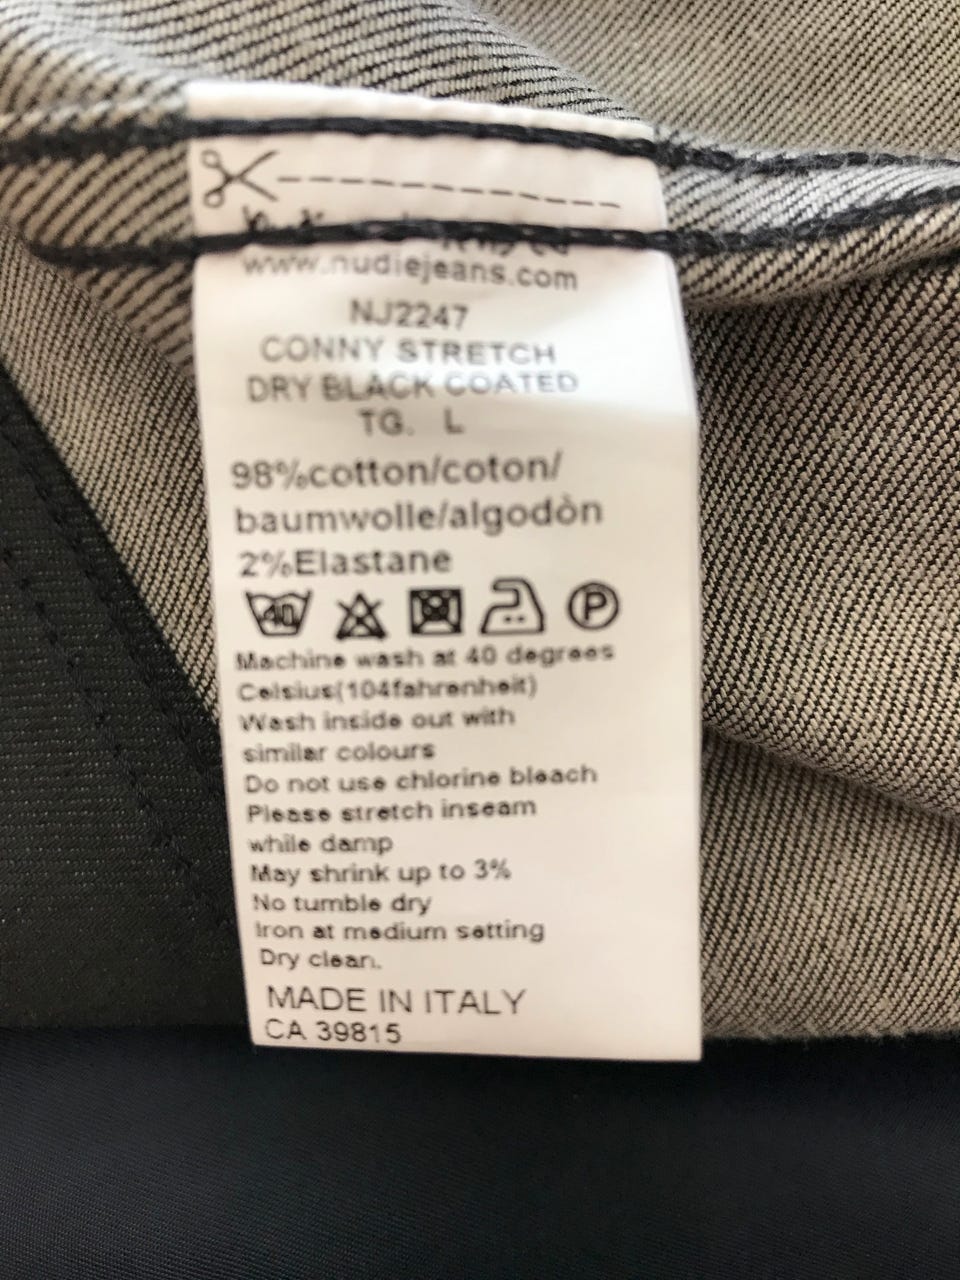 www.nudiejeans.com
NJ2247
CONNY STRETCH
DRY BLACK COATED
TG. L
98%cotton/coton/
baumwolle/algodòn
2%Elastane
40 P
Machine wash at 40 degrees
Celsius(104fahrenheit)
Wash inside out with
similar colours
Do not use chlorine bleach
Please stretch inseam
while damp
May shrink up to 3%
No tumble dry
Iron at medium setting
Dry clean.
MADE IN ITALY
CA 39815